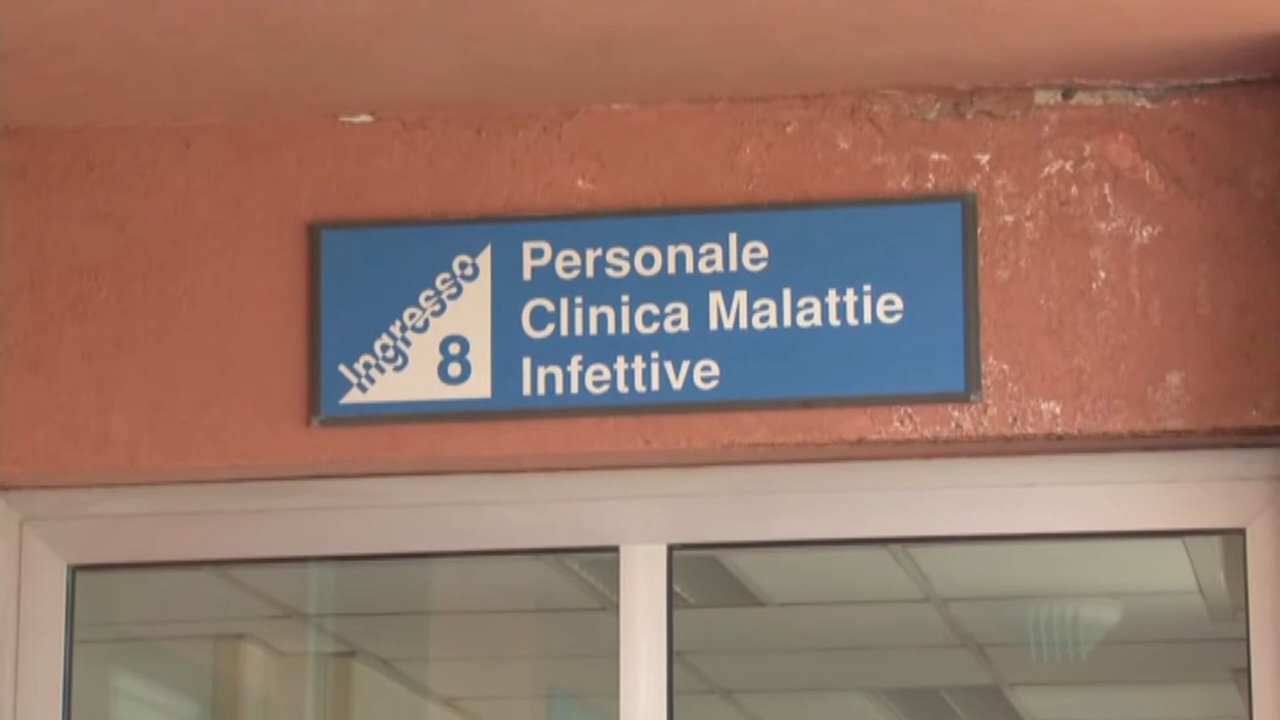 Ingresso
8
Personale
Clinica Malattie
Infettive